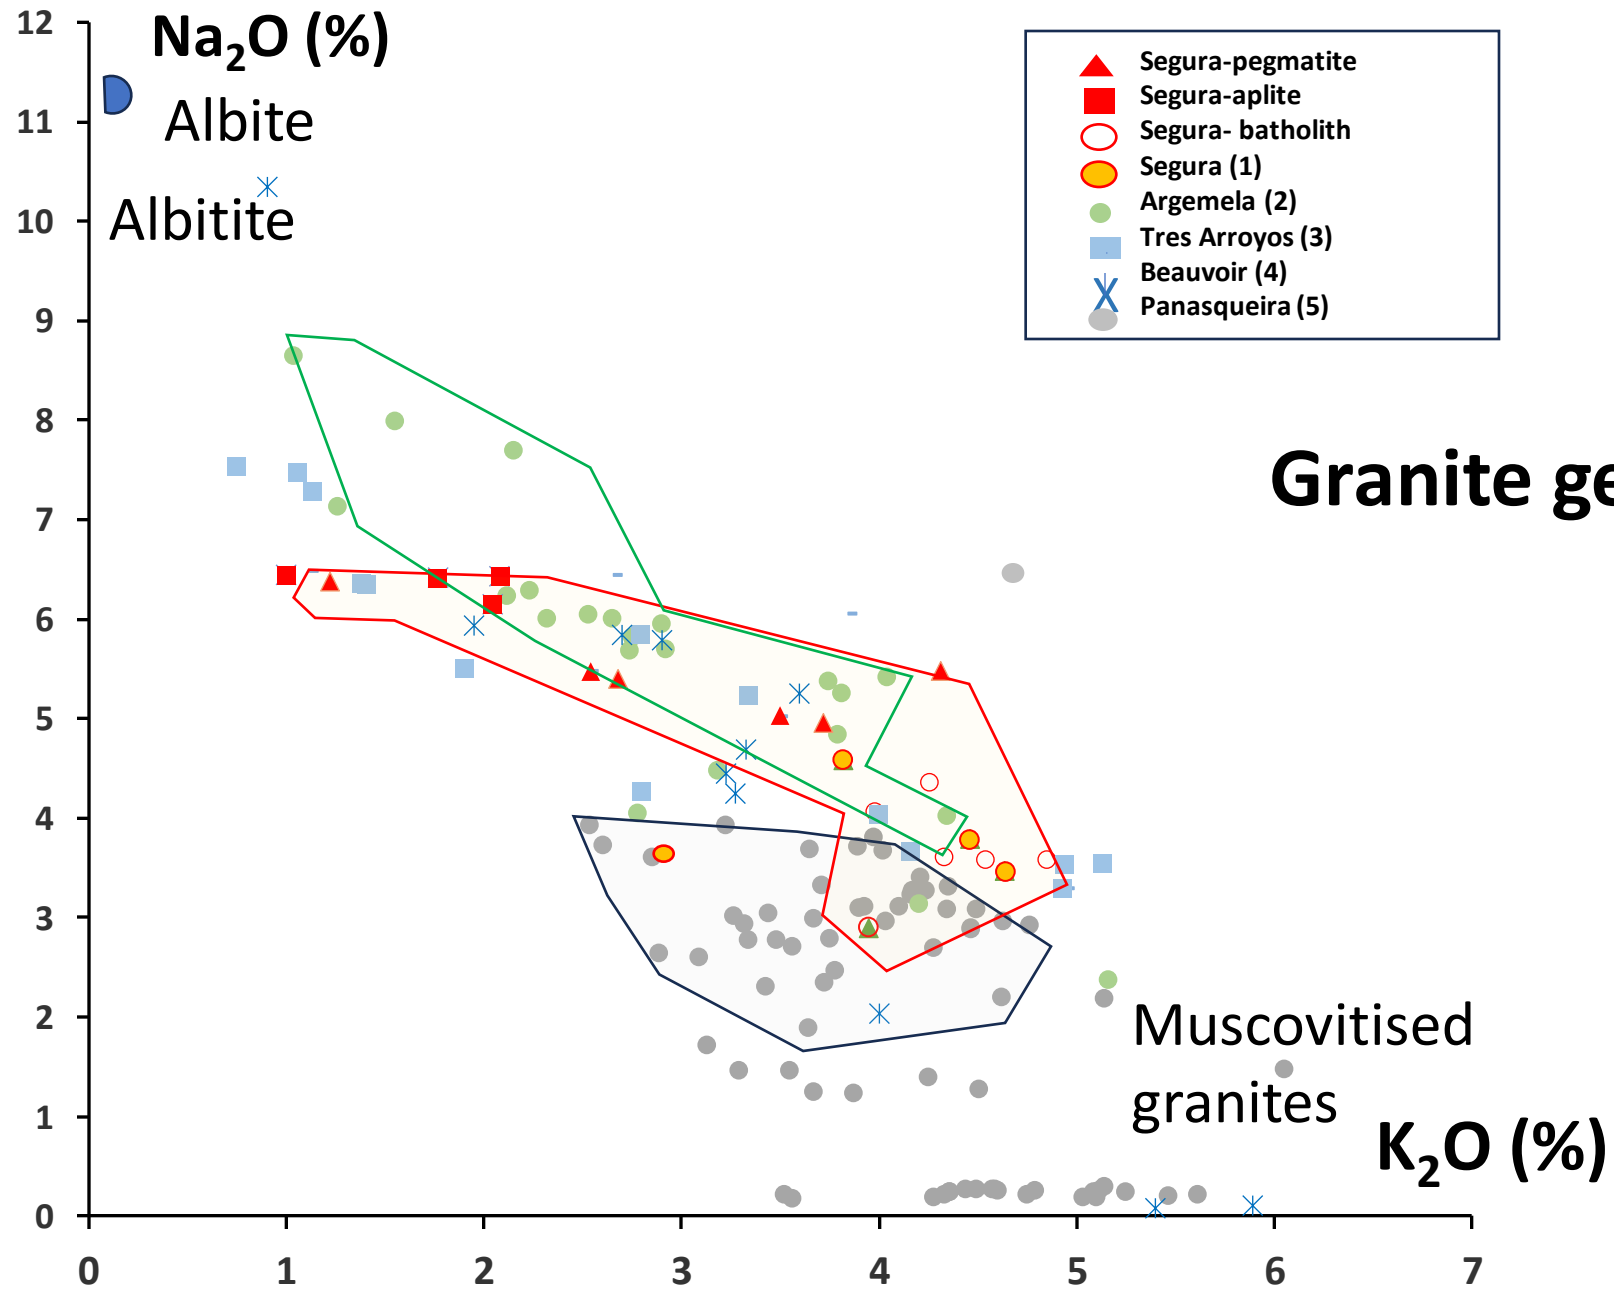 12
Na₂O (%)
11
Albite
10
Albitite
9
8
7
6
5
4
3
2
1
0
Segura-pegmatite
Segura-aplite
Segura- batholith
Segura (1)
Argemela (2)
Tres Arroyos (3)
Beauvoir (4)
Panasqueira (5)
Granite ge
Muscovitised
granites
K₂O (%)
0 1 2 3 4 5 6 7